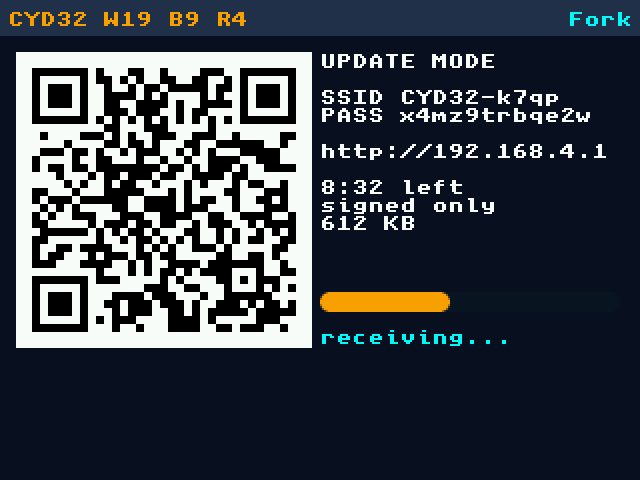 CYD32 W19 B9 R4 Fork
UPDATE MODE
SSID CYD32-k7qp
PASS x4mz9trbqe2w
http://192.168.4.1
8:32 left
signed only
612 KB
receiving...